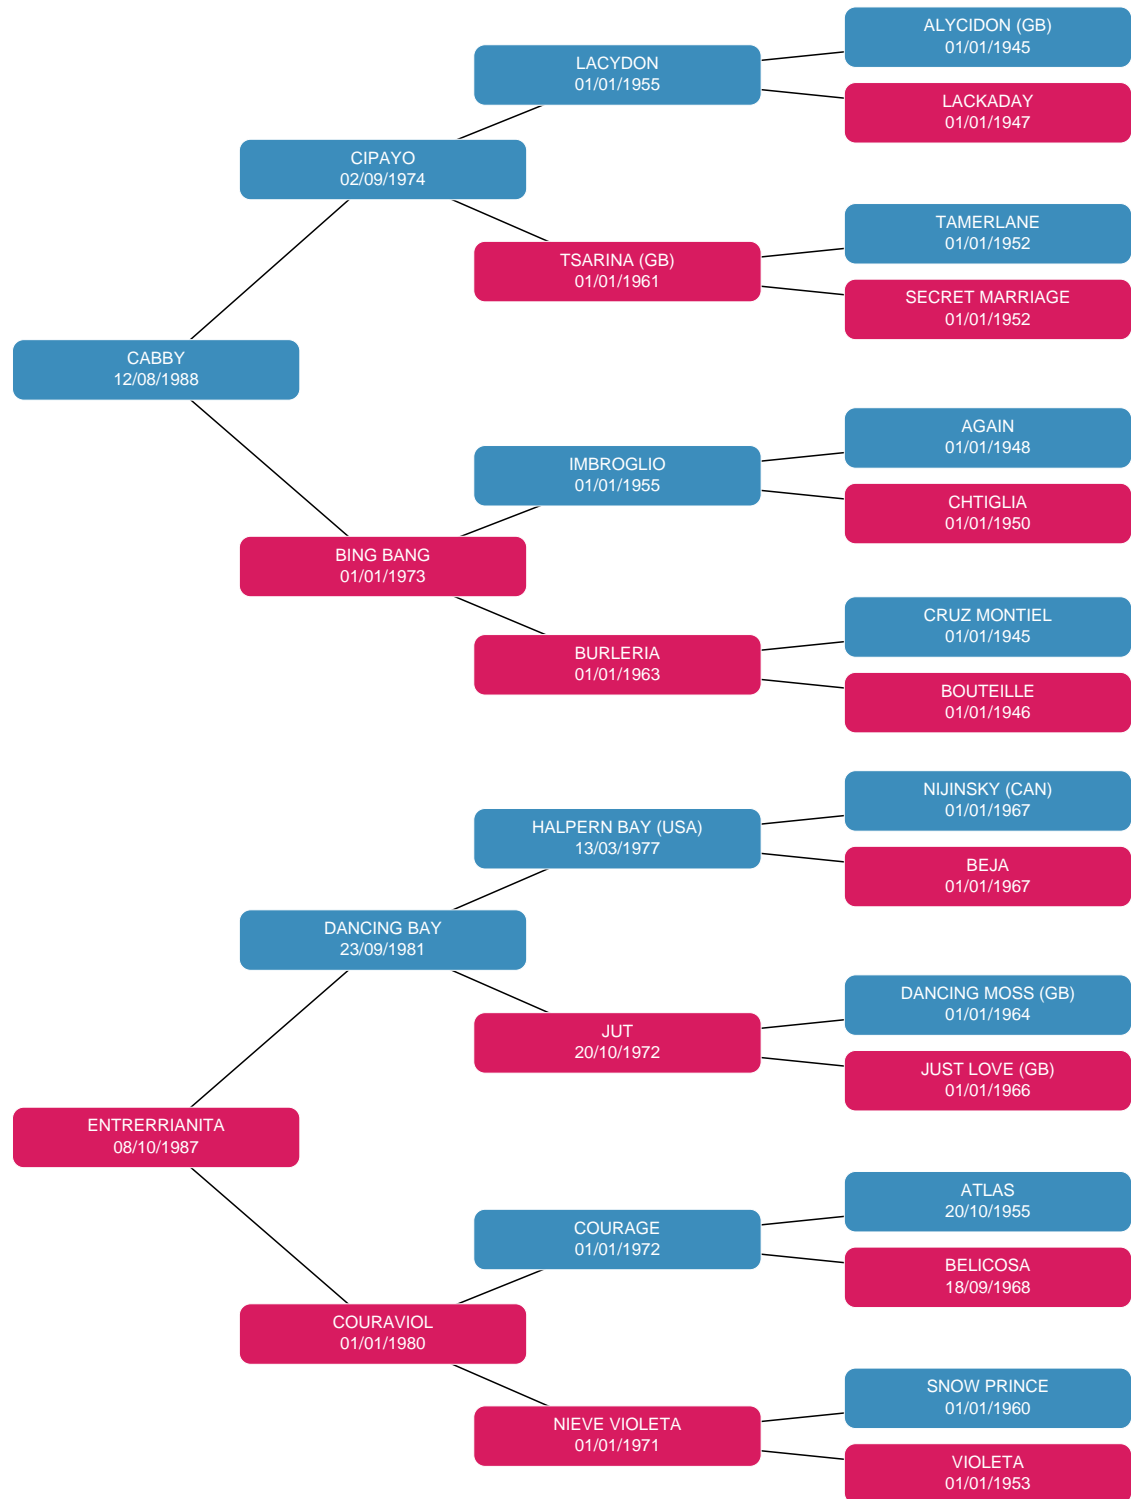 ALYCIDON (GB)
01/01/1945
LACYDON
01/01/1955
LACKADAY
01/01/1947
CIPAYO
02/09/1974
TAMERLANE
01/01/1952
TSARINA (GB)
01/01/1961
SECRET MARRIAGE
01/01/1952
CABBY
12/08/1988
AGAIN
01/01/1948
IMBROGLIO
01/01/1955
CHTIGLIA
01/01/1950
BING BANG
01/01/1973
CRUZ MONTIEL
01/01/1945
BURLERIA
01/01/1963
BOUTEILLE
01/01/1946
NIJINSKY (CAN)
01/01/1967
HALPERN BAY (USA)
13/03/1977
BEJA
01/01/1967
DANCING BAY
23/09/1981
DANCING MOSS (GB)
01/01/1964
JUT
20/10/1972
JUST LOVE (GB)
01/01/1966
ENTRERRIANITA
08/10/1987
ATLAS
20/10/1955
COURAGE
01/01/1972
BELICOSA
18/09/1968
COURAVIOL
01/01/1980
SNOW PRINCE
01/01/1960
NIEVE VIOLETA
01/01/1971
VIOLETA
01/01/1953